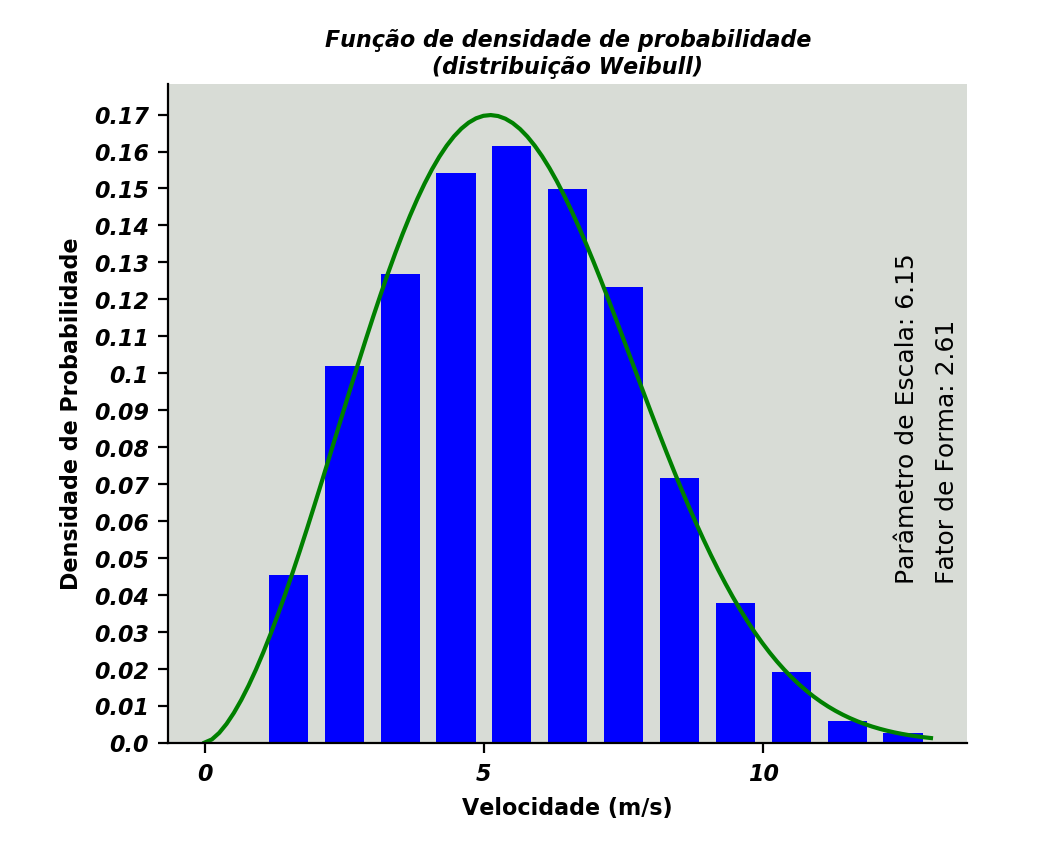 Função de densidade de probabilidade
(distribuição Weibull)
0.17
0.16
0.15
0.14
0.13
0.12
0.11
0.1
0.09
0.08
0.07
0.06
0.05
0.04
0.03
0.02
0.01
0.0
Densidade de Probabilidade
Parâmetro de Escala: 6.15
Fator de Forma: 2.61
0 5 10
Velocidade (m/s)